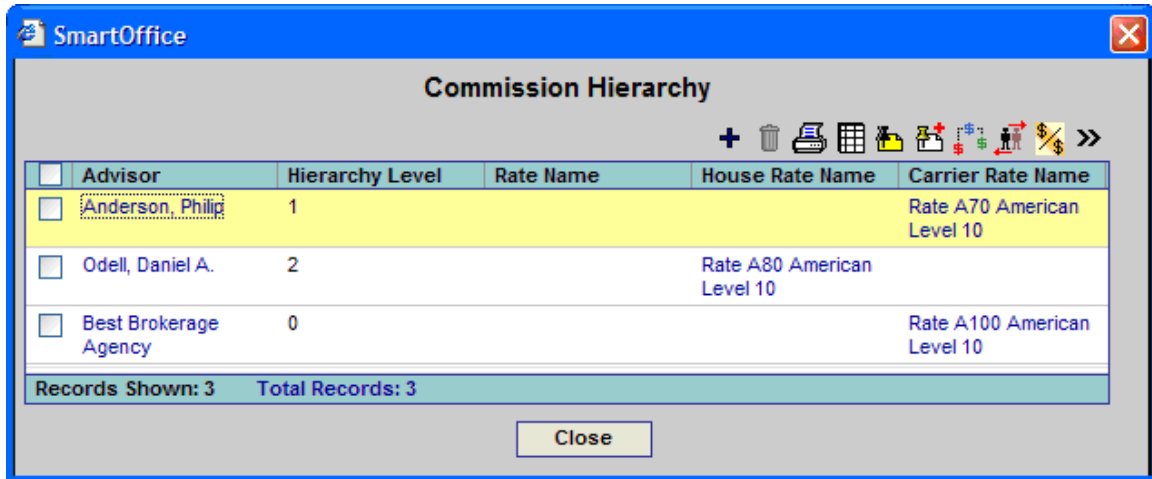 SmartOffice
Commission Hierarchy
Advisor Hierarchy Level Rate Name House Rate Name Carrier Rate Name
Anderson, Philip 1 Rate A70 American
Level 10
Odell, Daniel A. 2 Rate A80 American
Level 10
Best Brokerage 0 Rate A100 American
Agency Level 10
Records Shown: 3 Total Records: 3
Close